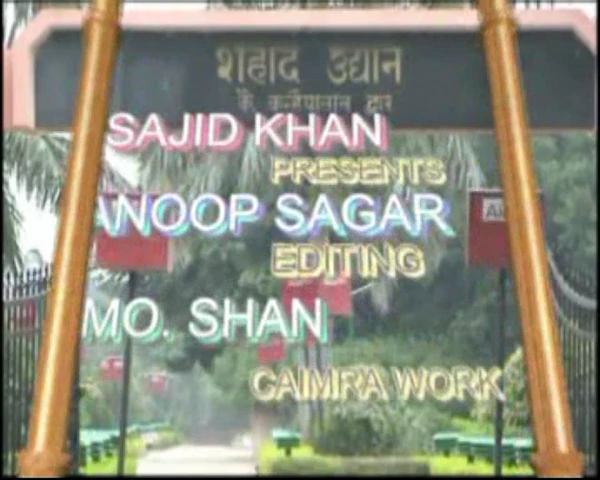 शहाद उद्यान
के
द्वार
SAJID KHAN
PRESENTS
ANOOP SAGAR
EDITING
MO. SHAN
CAIMRA WORK